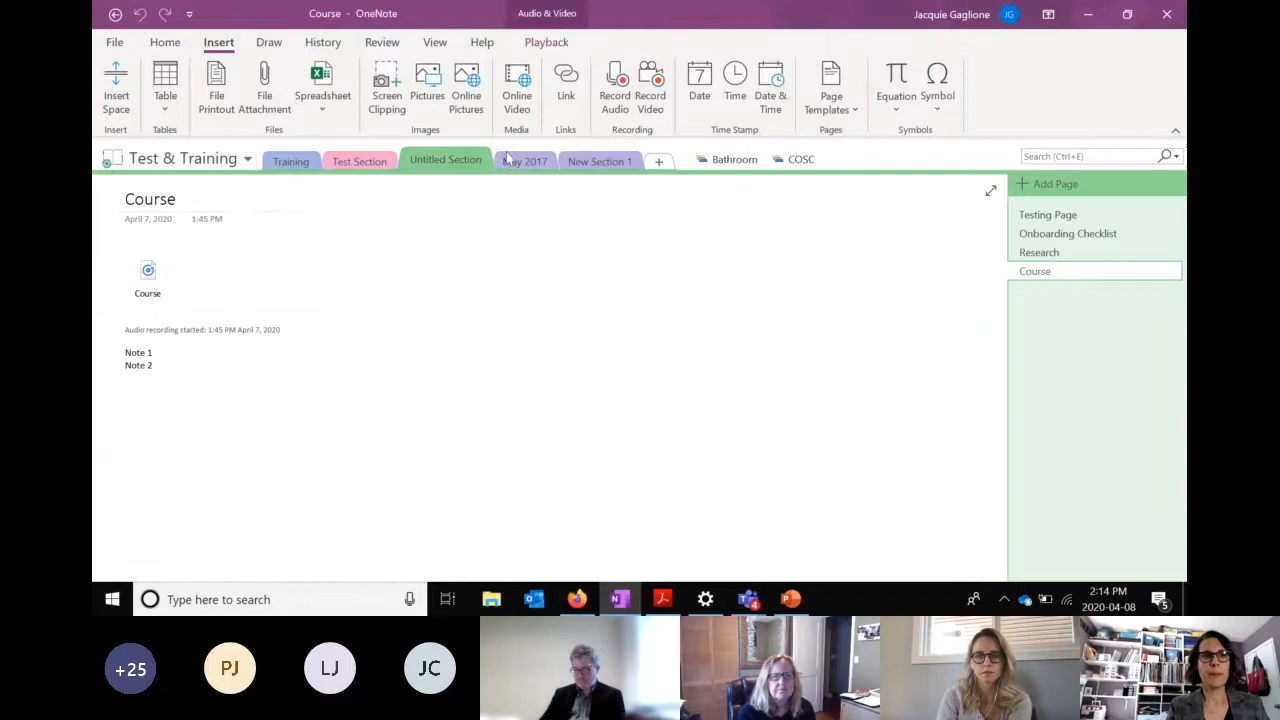 Course - OneNote
Audio & Video
Jacquie Gaglione
JG
File Home Insert Draw History Review View Help Playback
Insert Space
Table
File Printout
File Attachment
Spreadsheet
Screen Clipping
Pictures
Online Pictures
Online Video
Link
Record Audio
Record Video
7
Date
Time
Date & Time
Page Templates
π
Equation
Ω
Symbol
Insert Tables Files Images Media Links Recording Time Stamp Pages Symbols
Test & Training
Training
Test Section
Untitled Section
May 2017
New Section 1
Bathroom
COSC
Search (Ctrl+E)
Course
April 7, 2020 1:45 PM
Course
Audio recording started: 1:45 PM April 7, 2020
Note 1
Note 2
Add Page
Testing Page
Onboarding Checklist
Research
Course
Type here to search
4
2:14 PM
2020-04-08
5
+25
PJ
LJ
JC